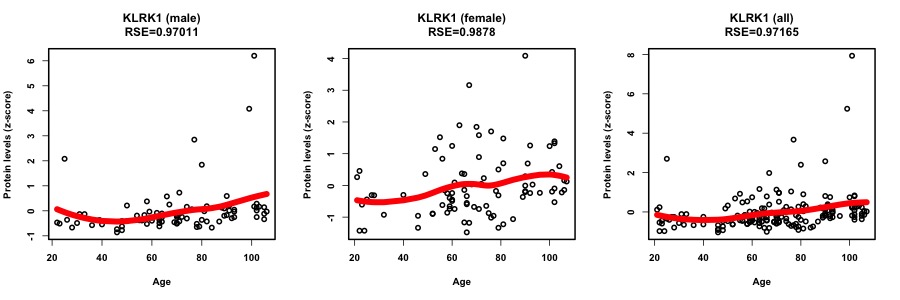 KLRK1 (male)
RSE=0.97011
Protein levels (z-score)
6
5
4
3
2
1
0
-1
20 40 60 80 100
Age
KLRK1 (female)
RSE=0.9878
Protein levels (z-score)
4
3
2
1
0
-1
20 40 60 80 100
Age
KLRK1 (all)
RSE=0.97165
Protein levels (z-score)
8
6
4
2
0
20 40 60 80 100
Age